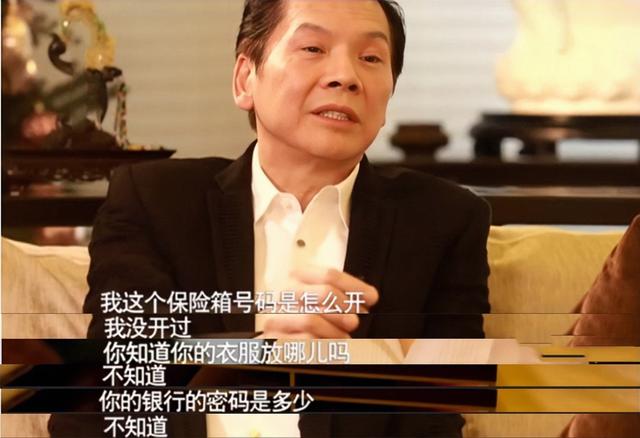 我这个保险箱号码是怎么开
我没开过
你知道你的衣服放哪儿吗
不知道
你的银行的密码是多少
不知道